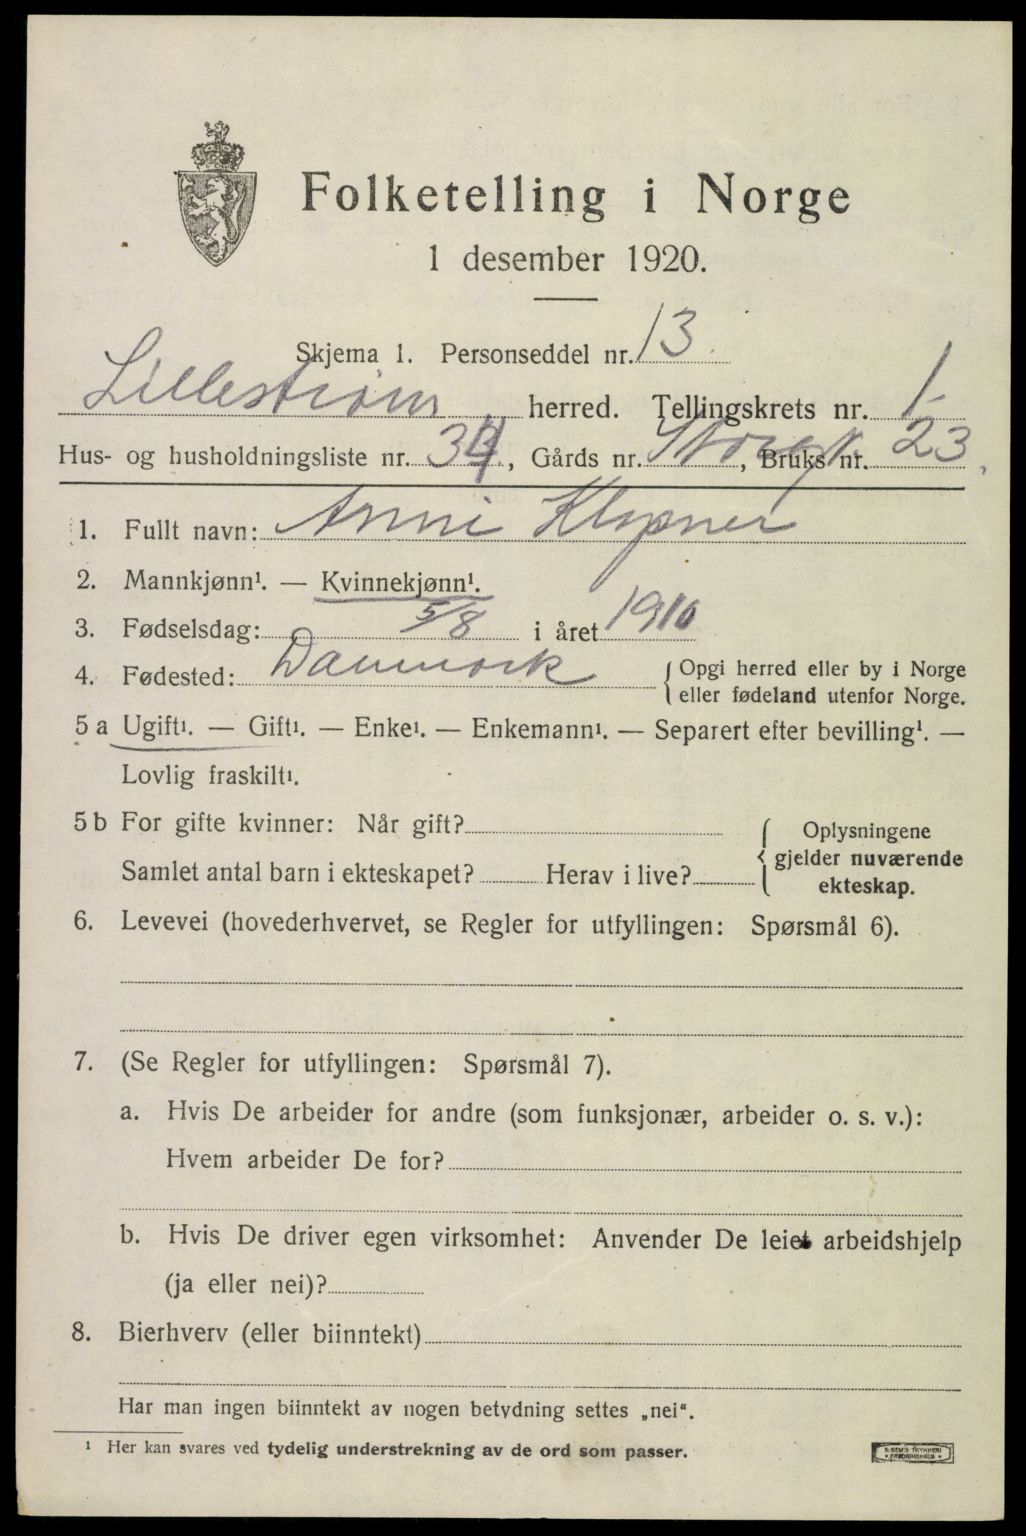 Folketelling i Norge
1 desember 1920.
Skjema 1. Personseddel nr. 13
Lillestrøm herred. Tellingskrets nr. 1
Hus- og husholdningsliste nr. 34, Gårds nr. Storgt., Bruks nr. 23
1. Fullt navn: Anni
2. Mannkjønn¹. — Kvinnekjønn¹.
3. Fødselsdag: 5/8 i året 1910
4. Fødested: Danmark { Opgi herred eller by i Norge
eller fødeland utenfor Norge.
5 a Ugift¹. — Gift¹. — Enke¹. — Enkemann¹. — Separert efter bevilling¹. —
Lovlig fraskilt¹.
5 b For gifte kvinner: Når gift?
Samlet antal barn i ekteskapet? Herav i live?
{ Oplysningene
gjelder nuværende
ekteskap.
6. Levevei (hovederhvervet, se Regler for utfyllingen: Spørsmål 6).
7. (Se Regler for utfyllingen: Spørsmål 7).
a. Hvis De arbeider for andre (som funksjonær, arbeider o. s. v.):
Hvem arbeider De for?
b. Hvis De driver egen virksomhet: Anvender De leiet arbeidshjelp
(ja eller nei)?
8. Bierhverv (eller biinntekt)
Har man ingen biinntekt av nogen betydning settes „nei“.
¹ Her kan svares ved tydelig understrekning av de ord som passer.